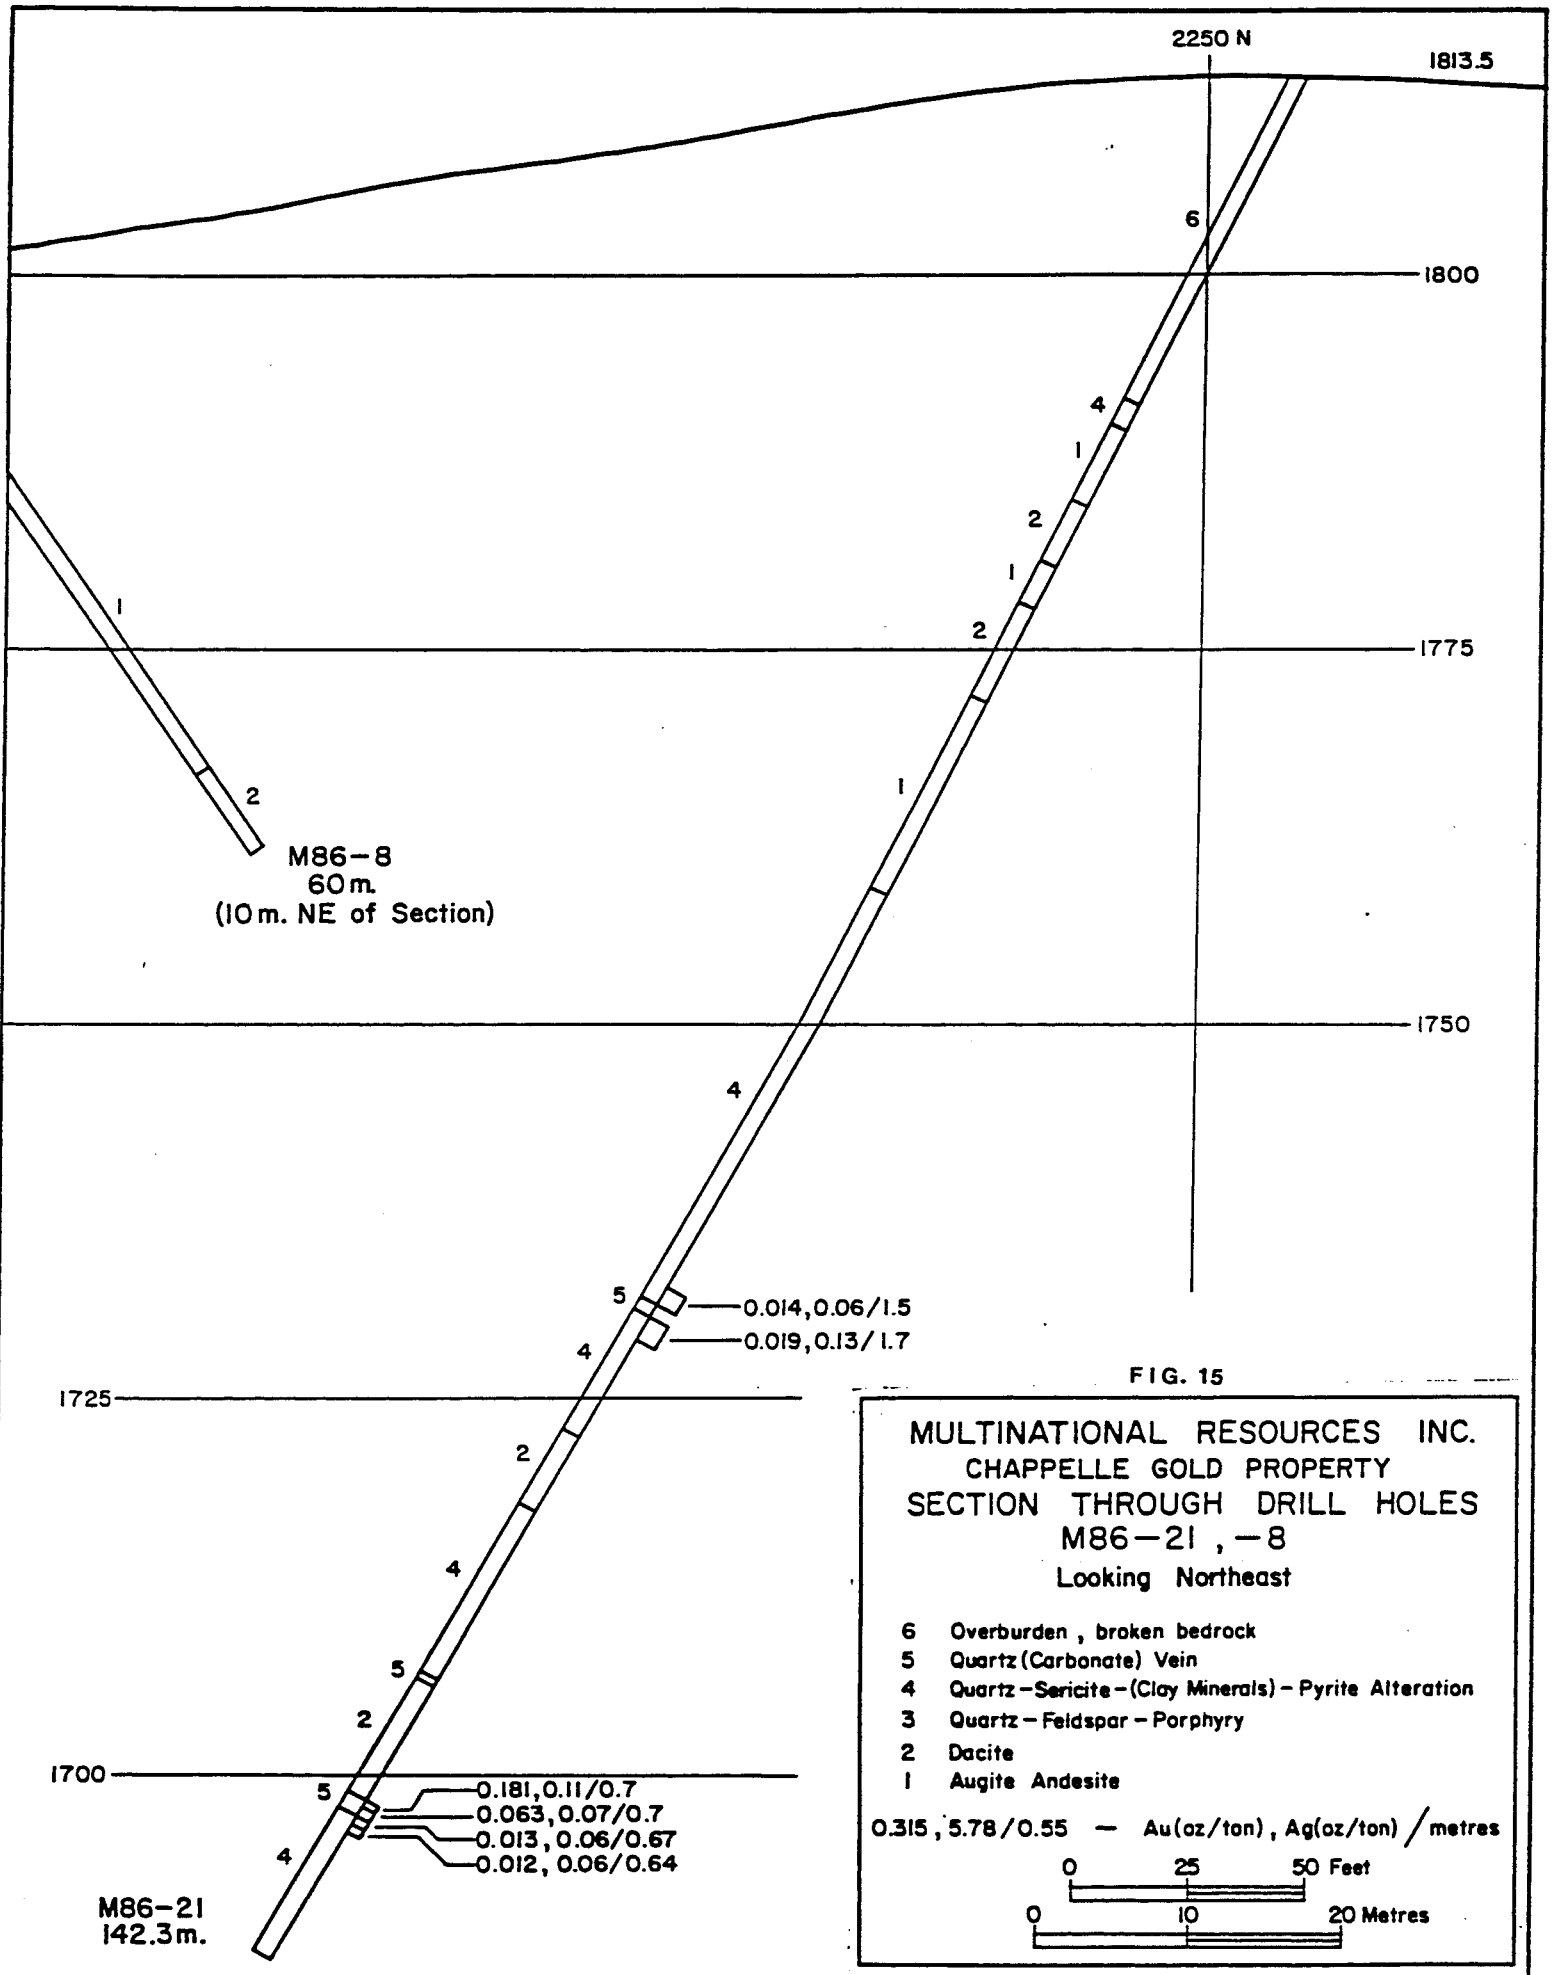 2250 N
1813.5
6
1800
4
1
2
1
2
1775
1
1
2
M86-8
60 m.
(10 m. NE of Section)
1750
4
5
0.014, 0.06/1.5
0.019, 0.13/1.7
4
1725
2
4
5
2
1700
5
0.181, 0.11/0.7
0.063, 0.07/0.7
0.013, 0.06/0.67
0.012, 0.06/0.64
4
M86-21
142.3 m.
FIG. 15
MULTINATIONAL RESOURCES INC.
CHAPPELLE GOLD PROPERTY
SECTION THROUGH DRILL HOLES
M86-21 , -8
Looking Northeast
6 Overburden , broken bedrock
5 Quartz (Carbonate) Vein
4 Quartz-Sericite-(Clay Minerals)-Pyrite Alteration
3 Quartz-Feldspar-Porphyry
2 Dacite
1 Augite Andesite
0.315, 5.78/0.55 — Au(oz/ton), Ag(oz/ton) / metres
0 25 50 Feet
0 10 20 Metres